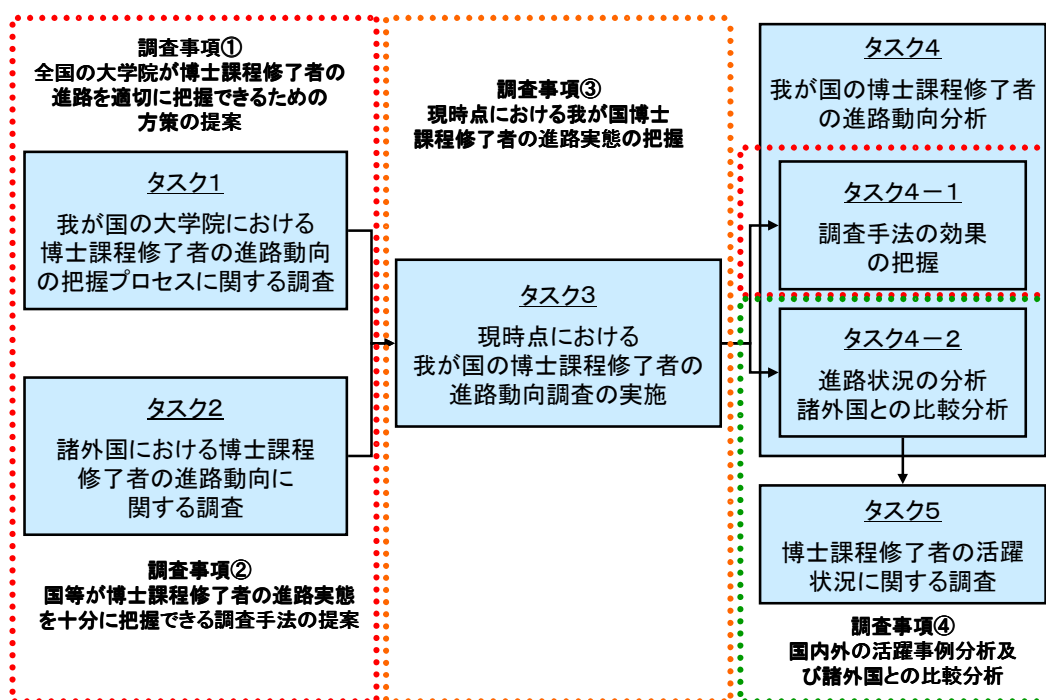 調査事項①
全国の大学院が博士課程修了者の
進路を適切に把握できるための
方策の提案
タスク1
我が国の大学院における
博士課程修了者の進路動向
の把握プロセスに関する調査
タスク2
諸外国における博士課程
修了者の進路動向に
関する調査
調査事項②
国等が博士課程修了者の進路実態
を十分に把握できる調査手法の提案
調査事項③
現時点における我が国博士
課程修了者の進路実態の把握
タスク3
現時点における
我が国の博士課程修了者の
進路動向調査の実施
タスク4
我が国の博士課程修了者
の進路動向分析
タスク4-1
調査手法の効果
の把握
タスク4-2
進路状況の分析
諸外国との比較分析
タスク5
博士課程修了者の活躍
状況に関する調査
調査事項④
国内外の活躍事例分析及
び諸外国との比較分析